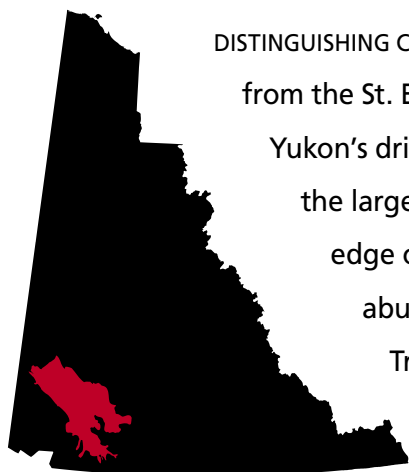 DISTINGUISHING C
from the St. E
Yukon's dri
the large
edge o
abu
Tr